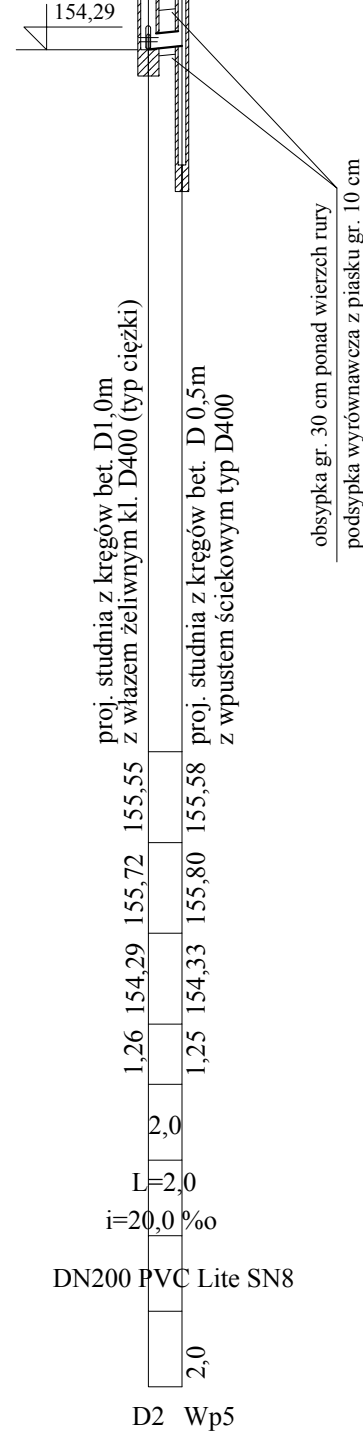 154,29
obsypka gr. 30 cm ponad wierzch rury
podsypka wyrównawcza z piasku gr. 10 cm
proj. studnia z kręgów bet. D1,0m
z włazem żeliwnym kl. D400 (typ ciężki)
proj. studnia z kręgów bet. D 0,5m
z wpustem ściekowym typ D400
155,55 155,58
155,72 155,80
154,29 154,33
1,26 1,25
2,0
L=2,0
i=20,0 %o
DN200 PVC Lite SN8
2,0
D2 Wp5